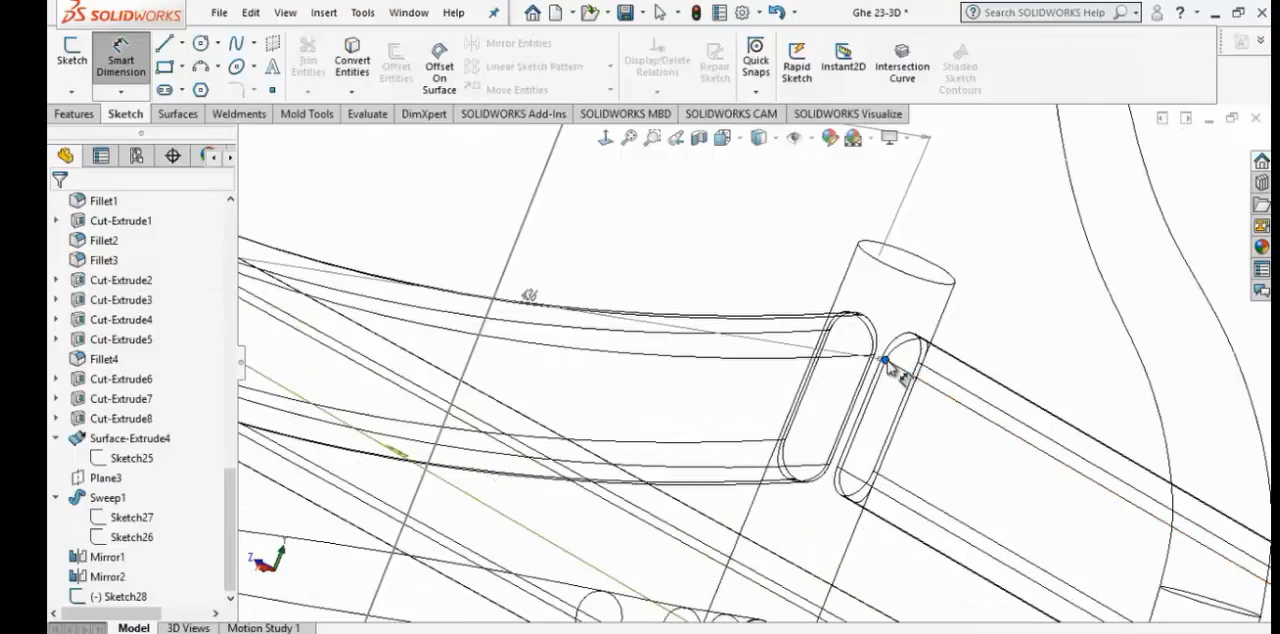 SOLIDWORKS File Edit View Insert Tools Window Help Ghe 23-3D * Search SOLIDWORKS Help ?
Sketch Smart Dimension Trim Entities Convert Entities Offset Entities Offset On Surface Mirror Entities Linear Sketch Pattern Move Entities Display/Delete Relations Repair Sketch Quick Snaps Rapid Sketch Instant2D Intersection Curve Shaded Sketch Contours
Features Sketch Surfaces Weldments Mold Tools Evaluate DimXpert SOLIDWORKS Add-Ins SOLIDWORKS MBD SOLIDWORKS CAM SOLIDWORKS Visualize
Fillet1
Cut-Extrude1
Fillet2
Fillet3
Cut-Extrude2
Cut-Extrude3
Cut-Extrude4
Cut-Extrude5
Fillet4
Cut-Extrude6
Cut-Extrude7
Cut-Extrude8
Surface-Extrude4
Sketch25
Plane3
Sweep1
Sketch27
Sketch26
Mirror1
Mirror2
(-) Sketch28
436
Z
Model 3D Views Motion Study 1